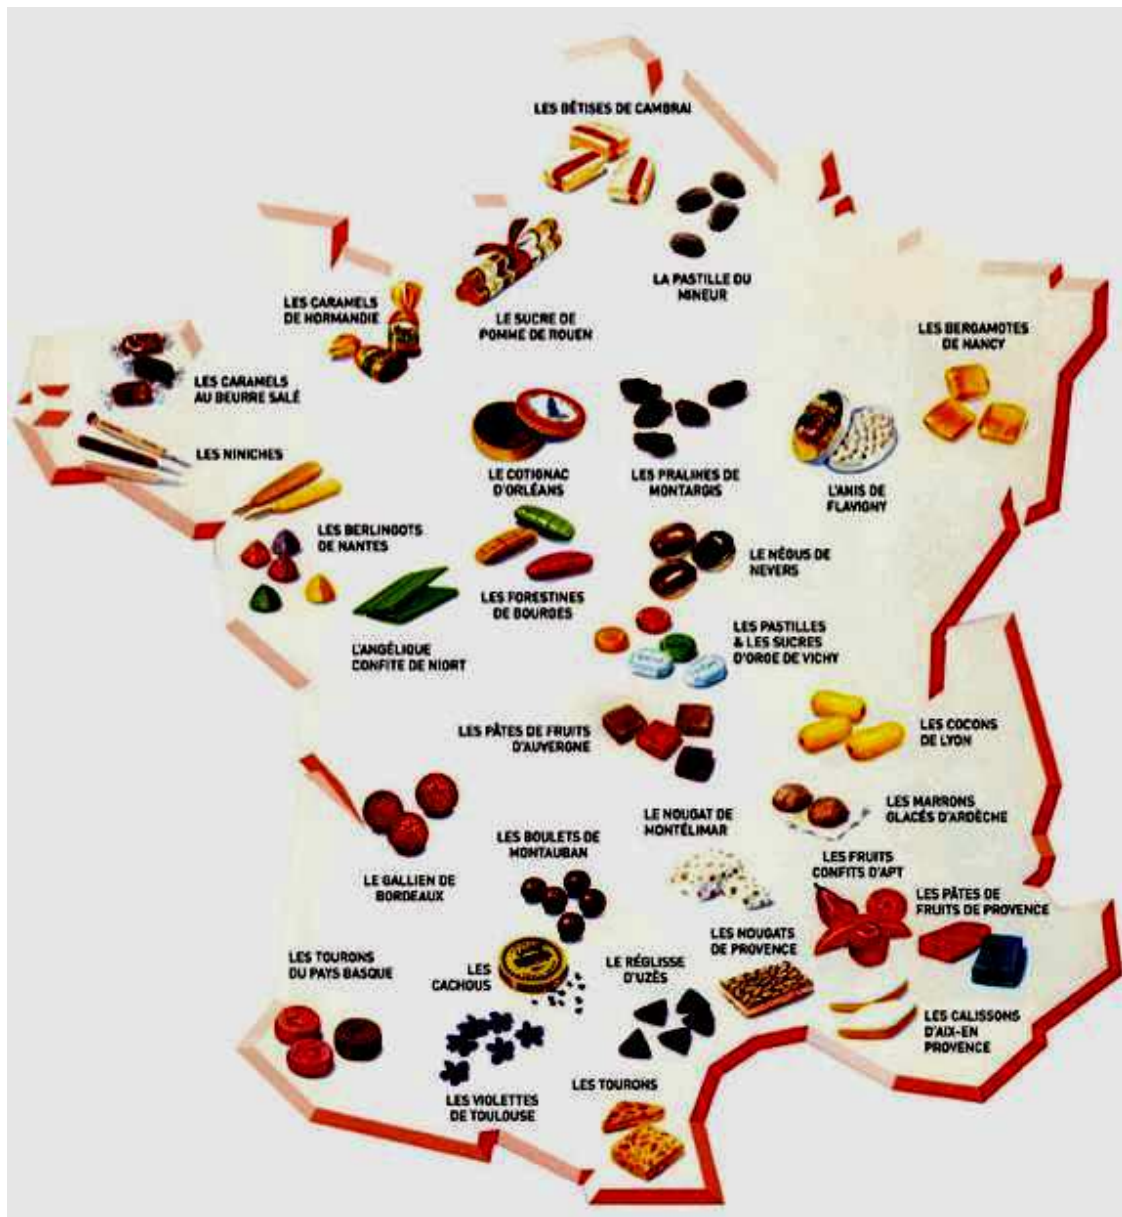 LES BÊTISES DE CAMBRAI
LA PASTILLE DU
MINEUR
LES CARAMELS
DE NORMANDIE
LE SUCRE DE
POMME DE ROUEN
LES BERGAMOTES
DE NANCY
LES CARAMELS
AU BEURRE SALÉ
LES NINICHES
LE COTIGNAC
D'ORLÉANS
LES PRALINES DE
MONTARGIS
L'ANIS DE
FLAVIGNY
LES BERLINGOTS
DE NANTES
LE NÉGUS DE
NEVERS
LES FORESTINES
DE BOURGES
L'ANGÉLIQUE
CONFITE DE NIORT
LES PASTILLES
& LES SUCRES
D'ORGE DE VICHY
LES PÂTES DE FRUITS
D'AUVERGNE
LES COCONS
DE LYON
LES MARRONS
GLACÉS D'ARDÈCHE
LE NOUGAT DE
MONTÉLIMAR
LES BOULETS DE
MONTAUBAN
LE GALLIEN DE
BORDEAUX
LES FRUITS
CONFITS D'APT
LES PÂTES DE
FRUITS DE PROVENCE
LES NOUGATS
DE PROVENCE
LES TOURONS
DU PAYS BASQUE
LES
CACHOUS
LE RÉGLISSE
D'UZÈS
LES CALISSONS
D'AIX-EN
PROVENCE
LES VIOLETTES
DE TOULOUSE
LES TOURONS